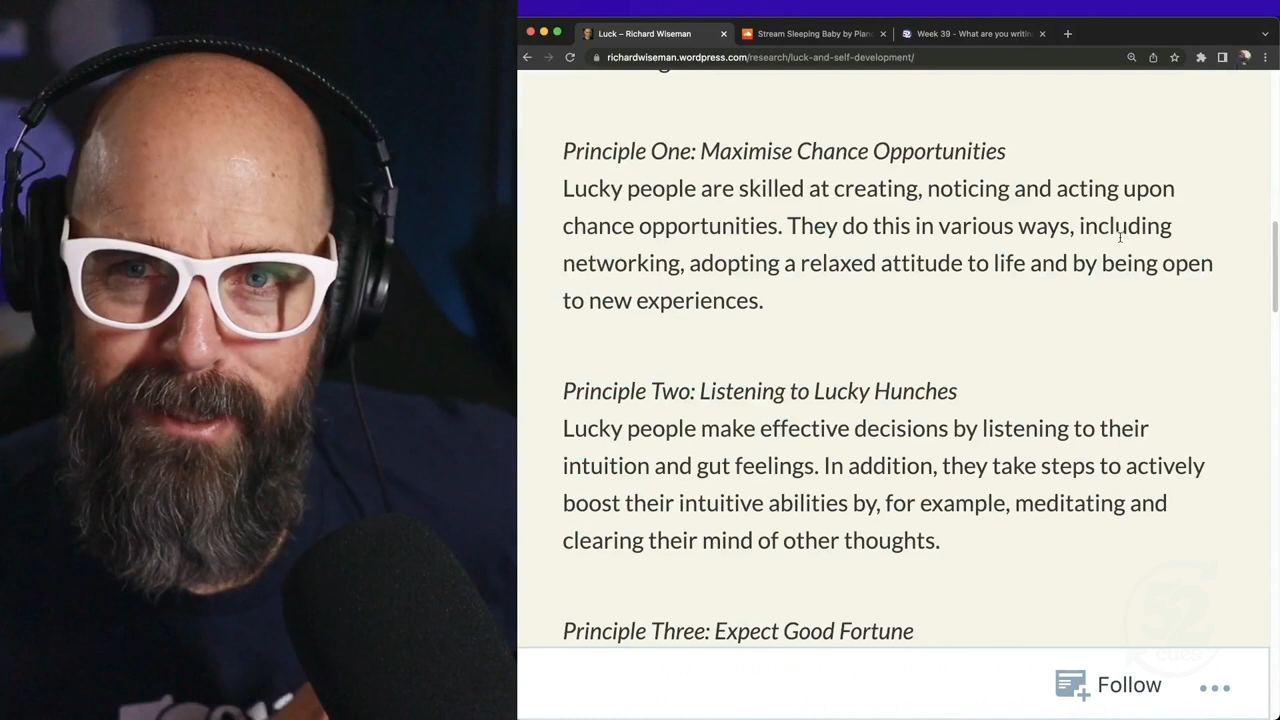 Luck – Richard Wiseman
Stream Sleeping Baby by Pian
Week 39 - What are you writin
richardwiseman.wordpress.com/research/luck-and-self-development/
Principle One: Maximise Chance Opportunities
Lucky people are skilled at creating, noticing and acting upon
chance opportunities. They do this in various ways, including
networking, adopting a relaxed attitude to life and by being open
to new experiences.
Principle Two: Listening to Lucky Hunches
Lucky people make effective decisions by listening to their
intuition and gut feelings. In addition, they take steps to actively
boost their intuitive abilities by, for example, meditating and
clearing their mind of other thoughts.
Principle Three: Expect Good Fortune
52
CUES
Follow